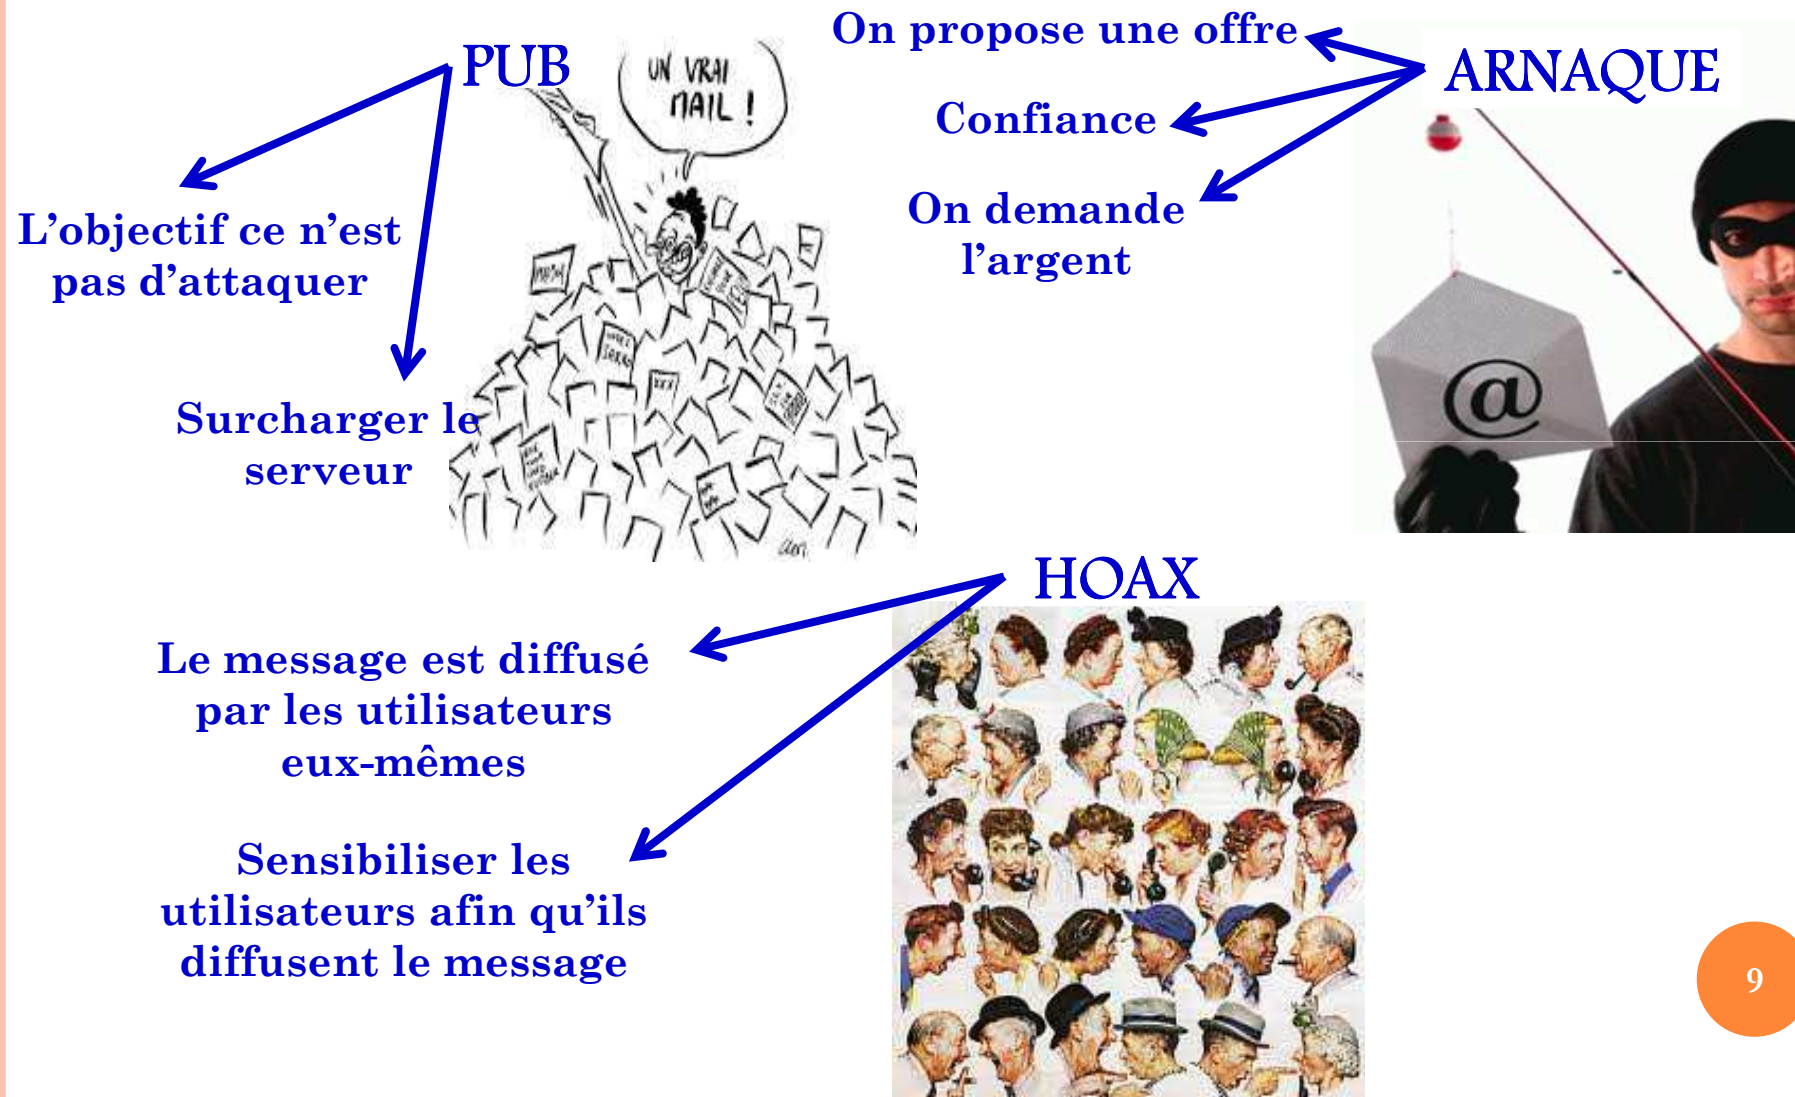 PUB
UN VRAI
MAIL !
L’objectif ce n’est
pas d’attaquer
Surcharger le
serveur
On propose une offre
Confiance
On demande
l’argent
ARNAQUE
@
HOAX
Le message est diffusé
par les utilisateurs
eux-mêmes
Sensibiliser les
utilisateurs afin qu’ils
diffusent le message
9